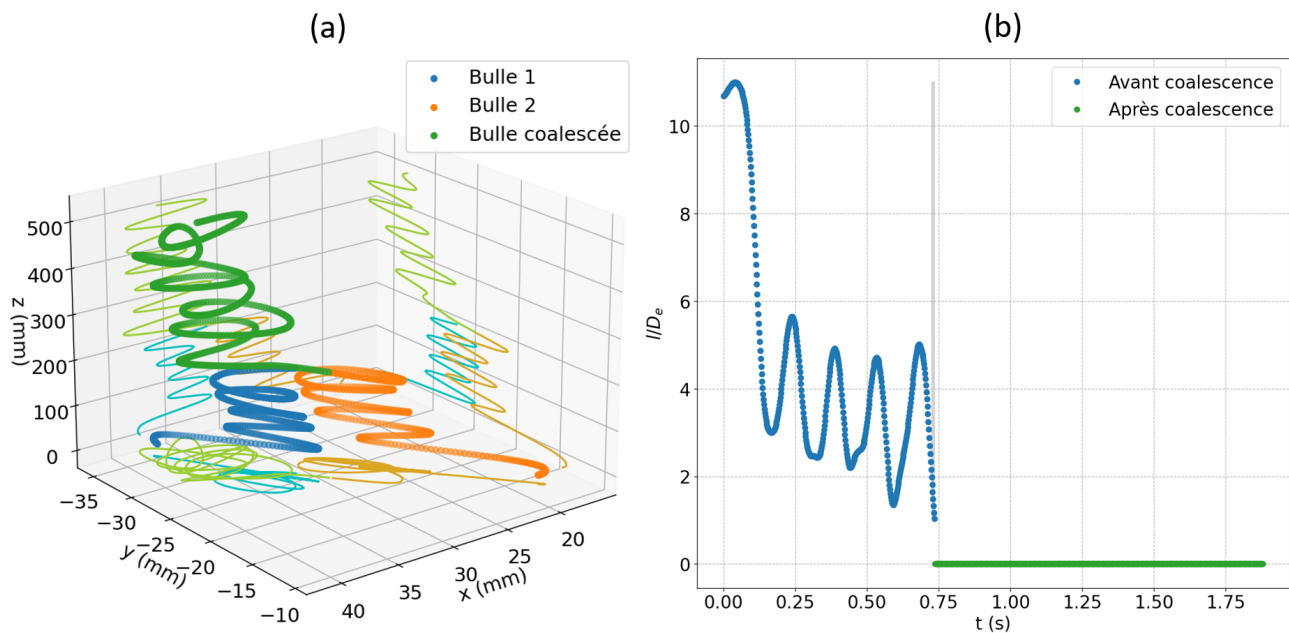 (a)
Bulle 1
Bulle 2
Bulle coalescée
500
400
300
200
100
0
z (mm)
−35
−30
−25
−20
−15
−10
y (mm)
40
35
30
25
20
x (mm)
(b)
Avant coalescence
Après coalescence
10
8
6
4
2
0
l/Dₑ
0.00
0.25
0.50
0.75
1.00
1.25
1.50
1.75
t (s)